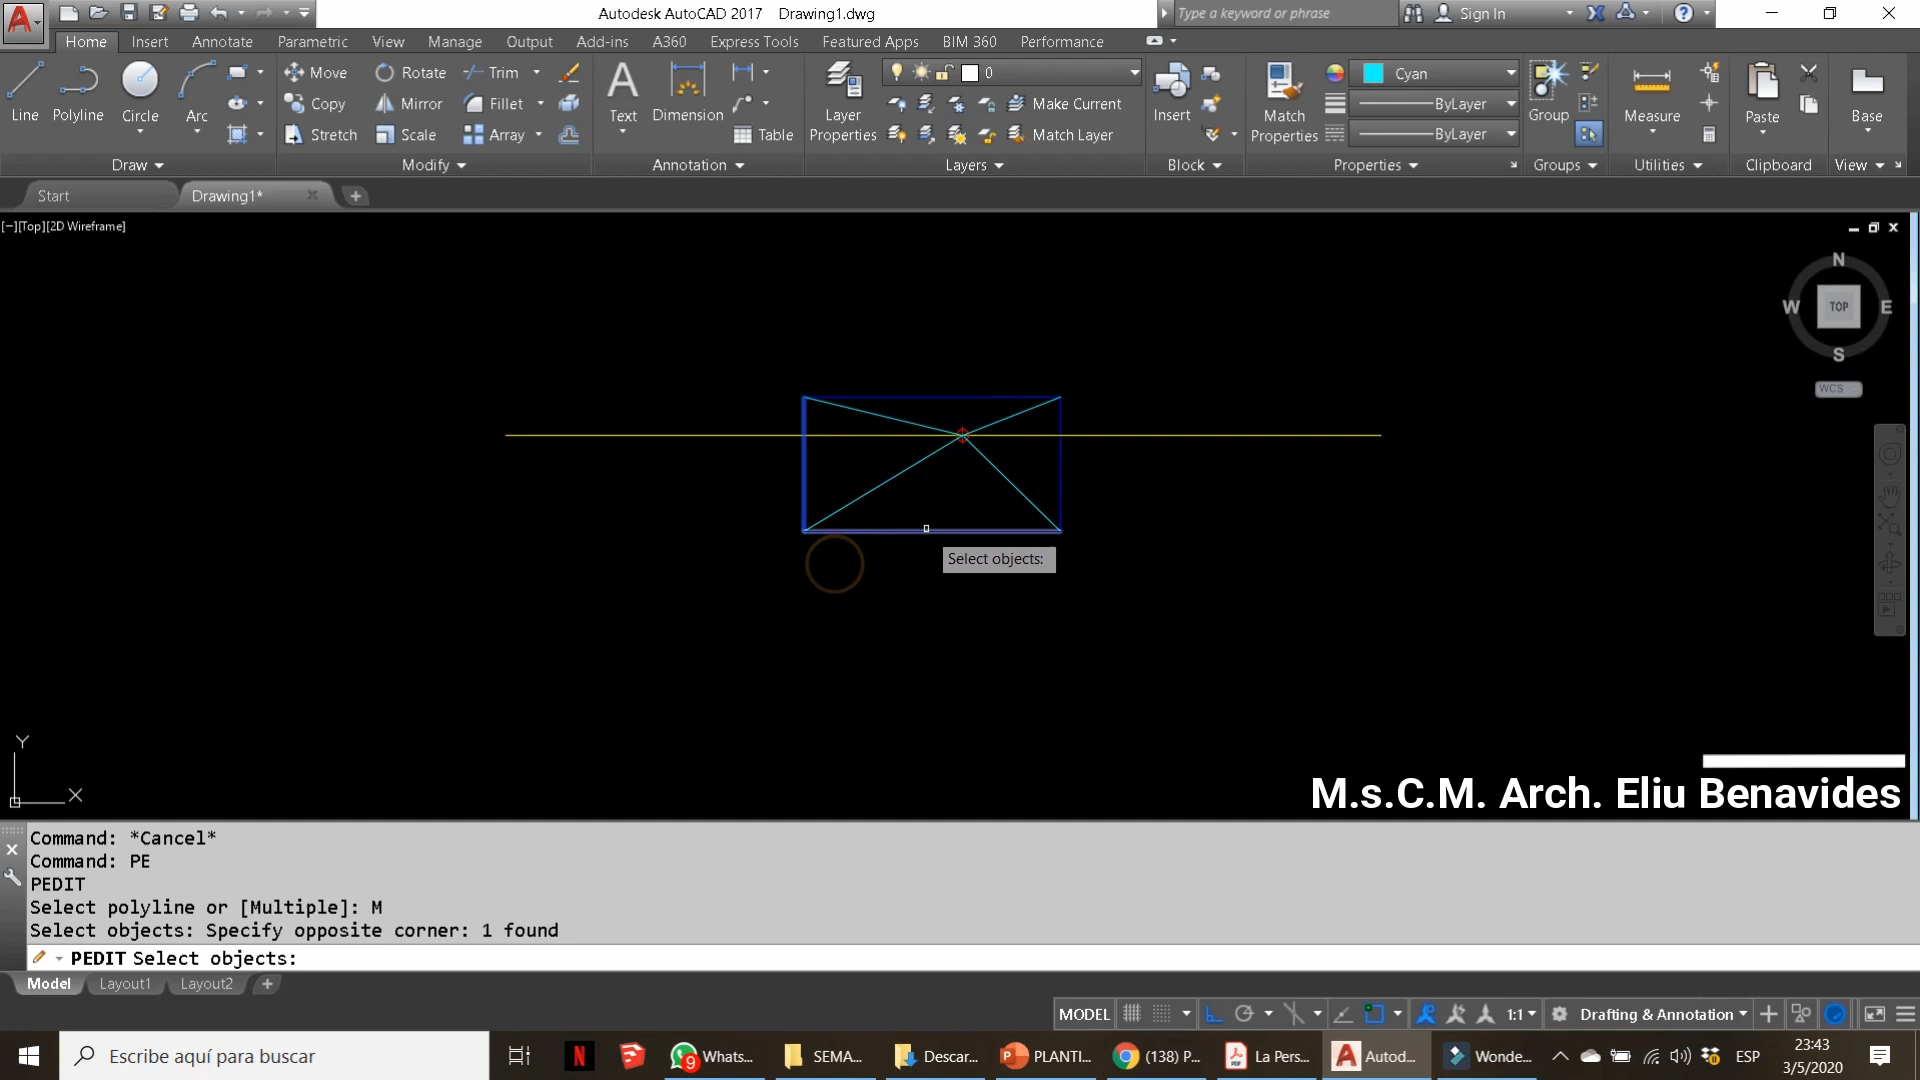 Autodesk AutoCAD 2017 Drawing1.dwg
Type a keyword or phrase
Sign In
Home Insert Annotate Parametric View Manage Output Add-ins A360 Express Tools Featured Apps BIM 360 Performance
Line Polyline Circle Arc
Move Rotate Trim
Copy Mirror Fillet
Stretch Scale Array
Text Dimension Table
Layer Properties
0
Make Current
Match Layer
Insert
Match Properties
Cyan
ByLayer
ByLayer
Group
Measure
Paste
Base
Draw Modify Annotation Layers Block Properties Groups Utilities Clipboard View
Start Drawing1*
[−][Top][2D Wireframe]
N
W TOP E
S
WCS
Select objects:
Y
X
M.s.C.M. Arch. Eliu Benavides
Command: *Cancel*
Command: PE
PEDIT
Select polyline or [Multiple]: M
Select objects: Specify opposite corner: 1 found
PEDIT Select objects:
Model Layout1 Layout2
MODEL 1:1 Drafting & Annotation
Escribe aquí para buscar
N
9
Whats... SEMA... Descar... PLANTI... (138) P... La Pers... Autod... Wonde...
ESP
23:43
3/5/2020